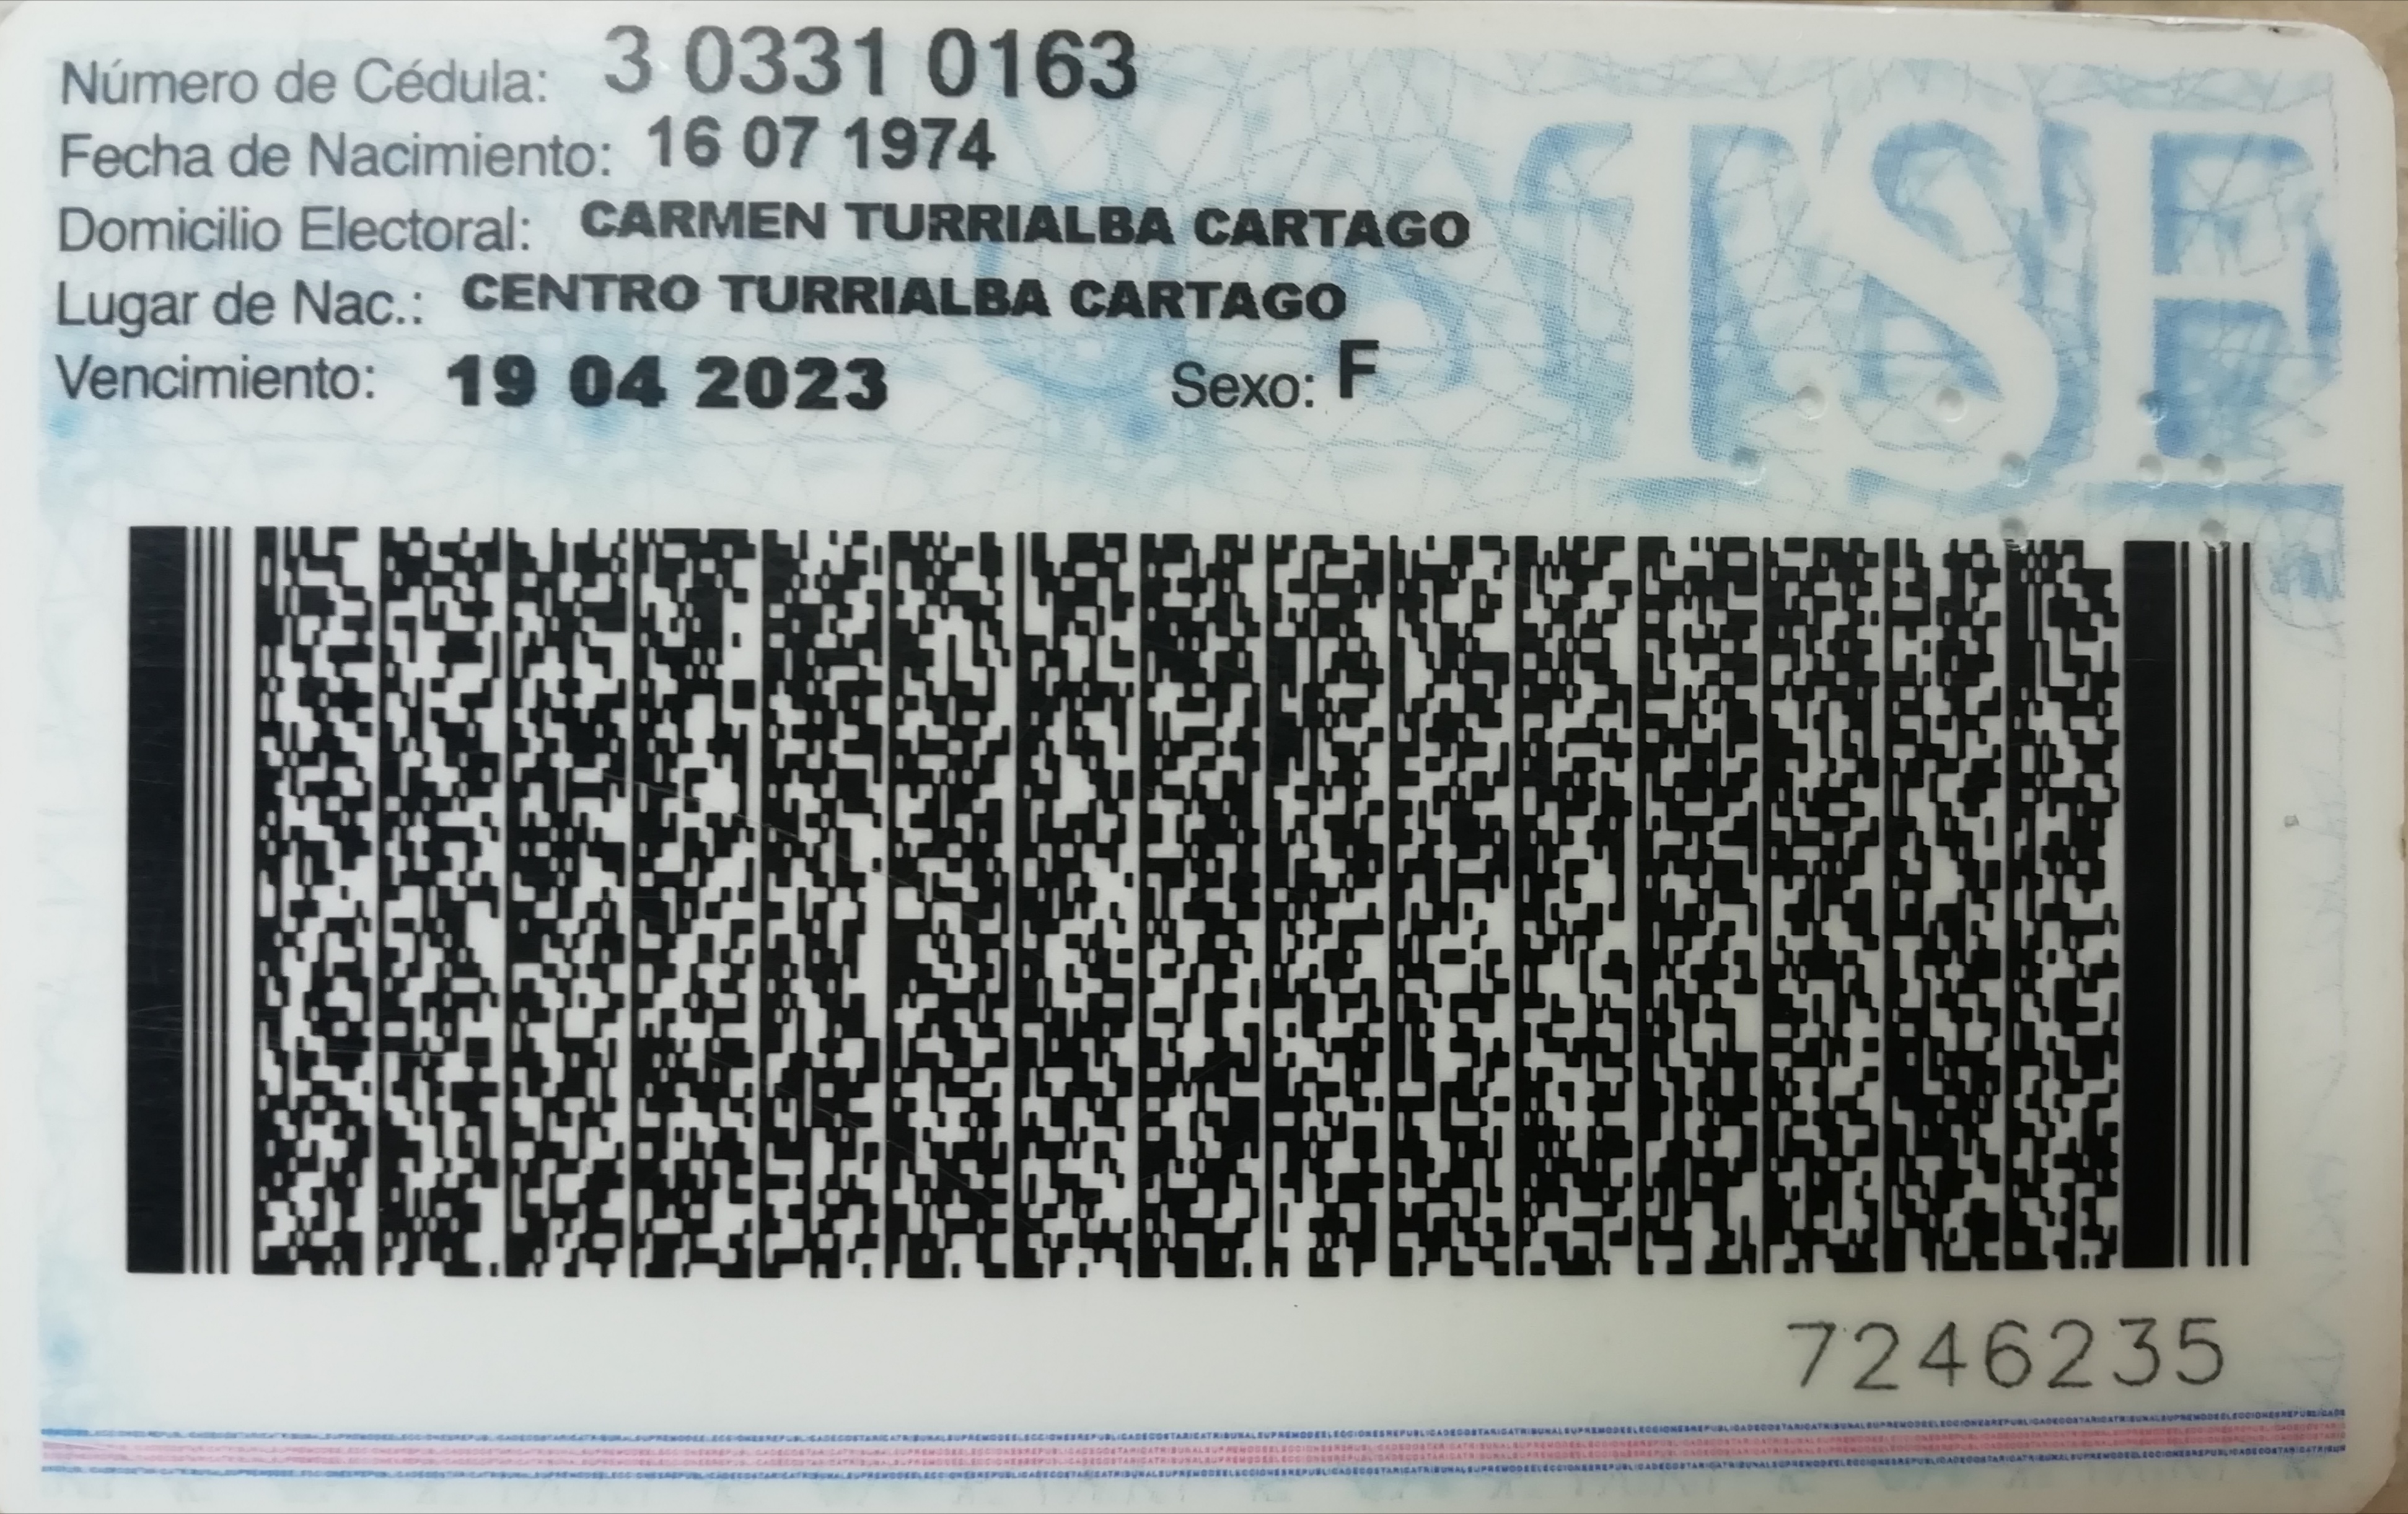 Número de Cédula: 3 0331 0163
Fecha de Nacimiento: 16 07 1974
Domicilio Electoral: CARMEN TURRIALBA CARTAGO
Lugar de Nac.: CENTRO TURRIALBA CARTAGO
Vencimiento: 19 04 2023 Sexo: F
TSE
7246235